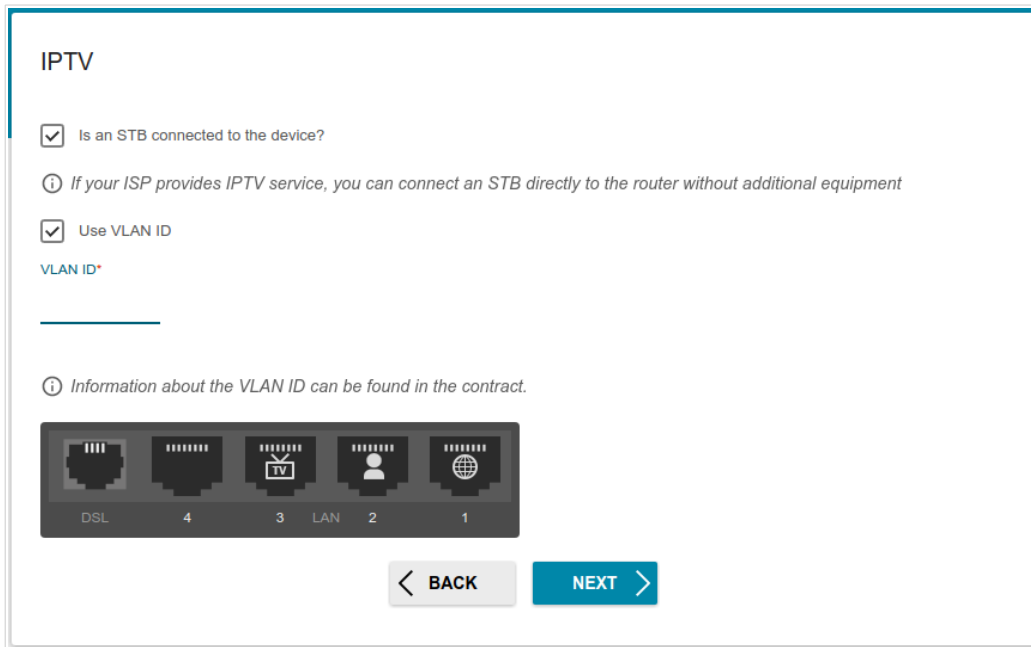 IPTV
Is an STB connected to the device?
If your ISP provides IPTV service, you can connect an STB directly to the router without additional equipment
Use VLAN ID
VLAN ID*
Information about the VLAN ID can be found in the contract.
TV
DSL 4 3 LAN 2 1
BACK NEXT